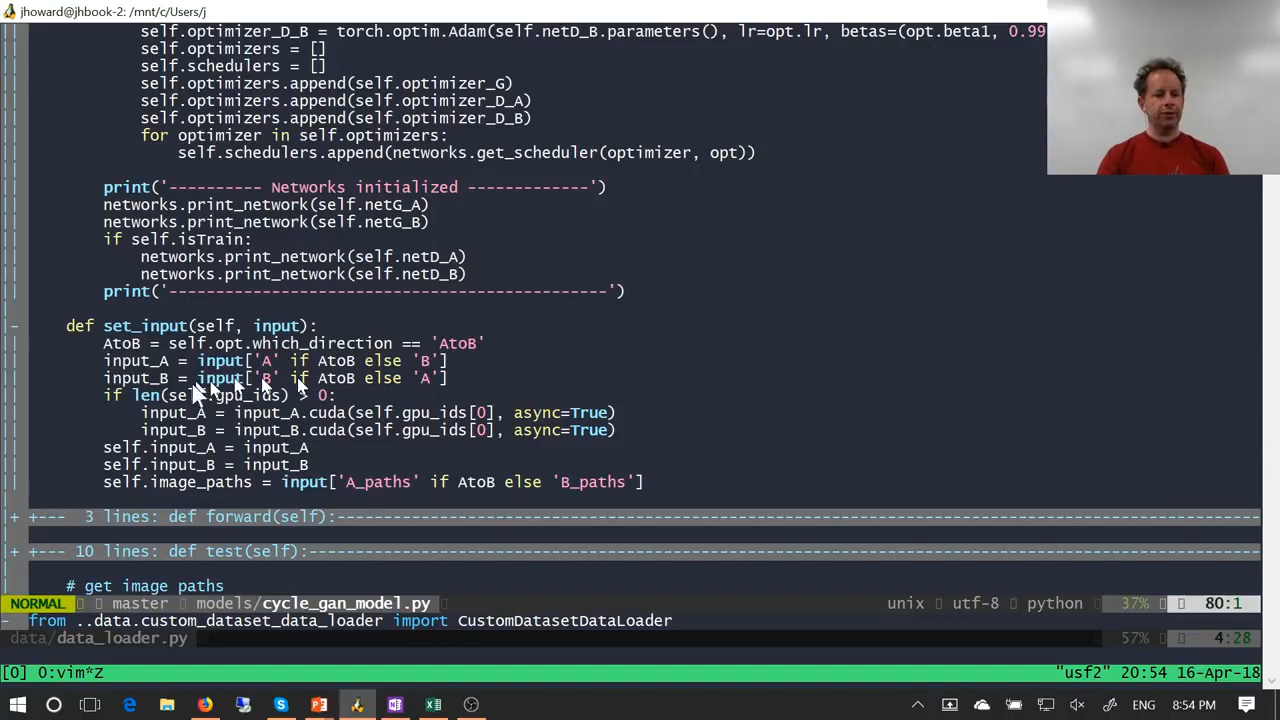 jhoward@jhbook-2: /mnt/c/Users/j
self.optimizer_D_B = torch.optim.Adam(self.netD_B.parameters(), lr=opt.lr, betas=(opt.beta1, 0.99
self.optimizers = []
self.schedulers = []
self.optimizers.append(self.optimizer_G)
self.optimizers.append(self.optimizer_D_A)
self.optimizers.append(self.optimizer_D_B)
for optimizer in self.optimizers:
self.schedulers.append(networks.get_scheduler(optimizer, opt))
print('---------- Networks initialized -------------')
networks.print_network(self.netG_A)
networks.print_network(self.netG_B)
if self.isTrain:
networks.print_network(self.netD_A)
networks.print_network(self.netD_B)
print('-----------------------------------------------')
- def set_input(self, input):
AtoB = self.opt.which_direction == 'AtoB'
input_A = input['A' if AtoB else 'B']
input_B = input['B' if AtoB else 'A']
if len(self.gpu_ids) > 0:
input_A = input_A.cuda(self.gpu_ids[0], async=True)
input_B = input_B.cuda(self.gpu_ids[0], async=True)
self.input_A = input_A
self.input_B = input_B
self.image_paths = input['A_paths' if AtoB else 'B_paths']
+ +--- 3 lines: def forward(self):
+ +--- 10 lines: def test(self):
# get image paths
NORMAL master models/cycle_gan_model.py unix utf-8 python 37% 80:1
- from ..data.custom_dataset_data_loader import CustomDatasetDataLoader
data/data_loader.py 57% 4:28
[0] 0:vim*Z "usf2" 20:54 16-Apr-18
ENG 8:54 PM